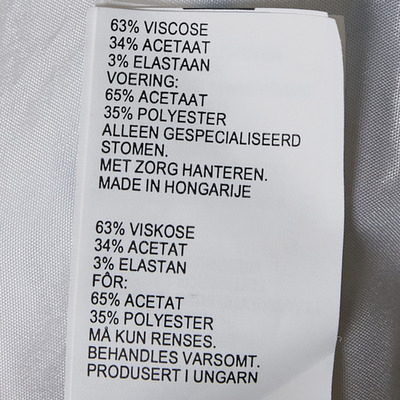 63% VISCOSE
34% ACETAAT
3% ELASTAAN
VOERING:
65% ACETAAT
35% POLYESTER
ALLEEN GESPECIALISEERD
STOMEN.
MET ZORG HANTEREN.
MADE IN HONGARIJE
63% VISKOSE
34% ACETAT
3% ELASTAN
FÔR:
65% ACETAT
35% POLYESTER
MÅ KUN RENSES.
BEHANDLES VARSOMT.
PRODUSERT I UNGARN